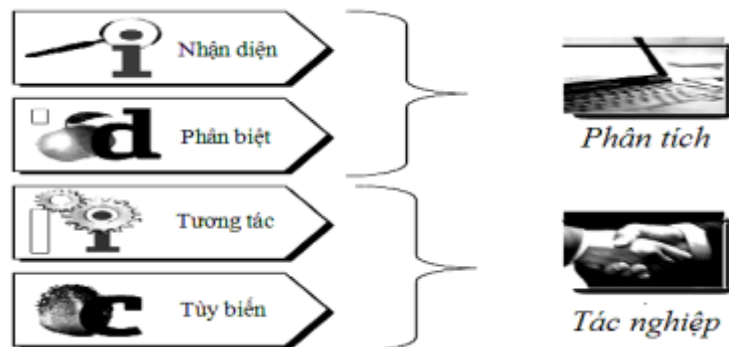 i
Nhận diện
d
Phân biệt
Phân tích
i
Tương tác
c
Tùy biến
Tác nghiệp